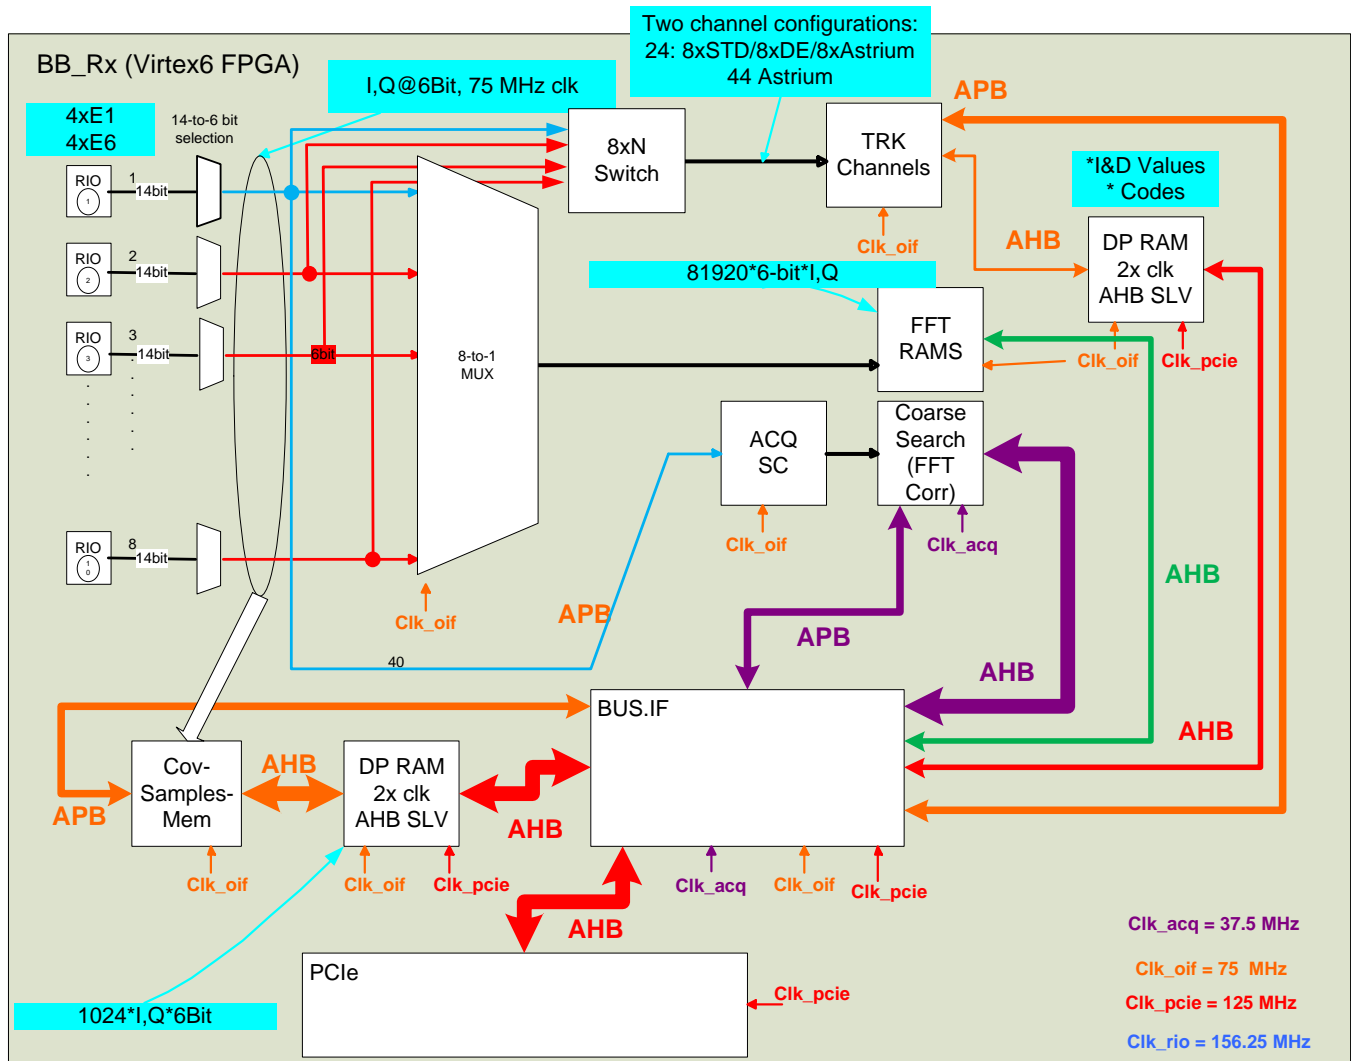 Two channel configurations:
24: 8xSTD/8xDE/8xAstrium
44 Astrium
BB_Rx (Virtex6 FPGA)
I,Q@6Bit, 75 MHz clk
4xE1
4xE6
14-to-6 bit
selection
APB
8xN
Switch
TRK
Channels
*I&D Values
* Codes
RIO
1
1
14bit
Clk_oif
AHB
DP RAM
2x clk
AHB SLV
RIO
2
2
14bit
81920*6-bit*I,Q
RIO
3
3
14bit
6bit
8-to-1
MUX
FFT
RAMS
Clk_oif
Clk_pcie
ACQ
SC
Coarse
Search
(FFT
Corr)
RIO
1
0
8
14bit
Clk_oif
Clk_acq
AHB
Clk_oif
APB
APB
40
AHB
BUS.IF
AHB
Cov-
Samples-
Mem
AHB
DP RAM
2x clk
AHB SLV
APB
AHB
Clk_oif
Clk_oif
Clk_pcie
Clk_acq
Clk_oif
Clk_pcie
AHB
Clk_acq = 37.5 MHz
PCIe
Clk_oif = 75 MHz
Clk_pcie
Clk_pcie = 125 MHz
1024*I,Q*6Bit
Clk_rio = 156.25 MHz